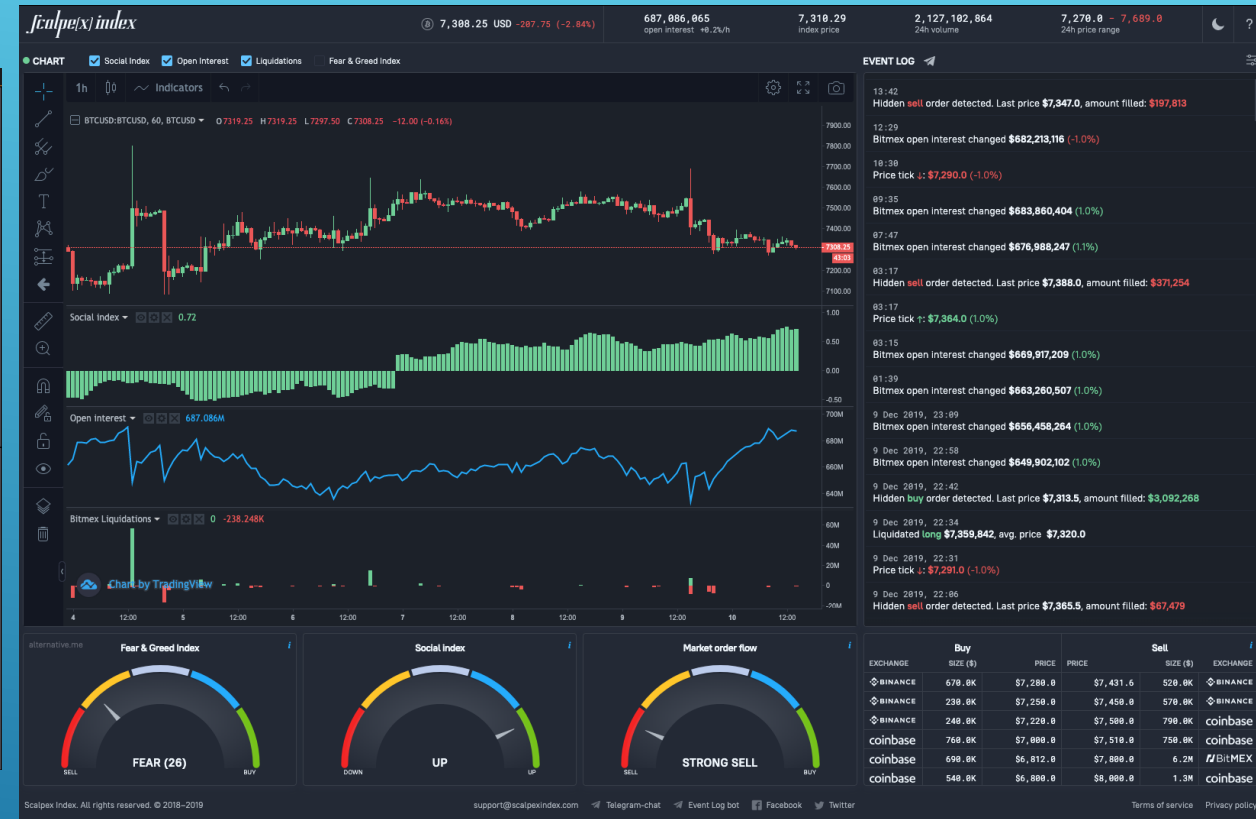 Scalpe(x) index
7,308.25 USD -207.75 (-2.84%)
687,086,065
open interest +0.2%/h
7,310.29
index price
2,127,102,864
24h volume
7,270.0 - 7,689.0
24h price range
?
CHART Social Index Open Interest Liquidations Fear & Greed Index
1h Indicators
BTCUSD:BTCUSD, 60, BTCUSD O7319.25 H7319.25 L7297.50 C7308.25 -12.00 (-0.16%)
7900.00
7800.00
7700.00
7600.00
7500.00
7400.00
7308.25
43:03
7200.00
7100.00
Social index 0.72
1.00
0.50
0.00
-0.50
Open interest 687.086M
700M
680M
660M
640M
Bitmex Liquidations 0 -238.248K
60M
40M
20M
0
-20M
Chart by TradingView
4 12:00 5 12:00 6 12:00 7 12:00 8 12:00 9 12:00 10 12:00
EVENT LOG
13:42
Hidden sell order detected. Last price $7,347.0, amount filled: $197,813
12:29
Bitmex open interest changed $682,213,116 (-1.0%)
10:30
Price tick ↓: $7,290.0 (-1.0%)
09:35
Bitmex open interest changed $683,860,404 (1.0%)
07:47
Bitmex open interest changed $676,988,247 (1.1%)
03:17
Hidden sell order detected. Last price $7,388.0, amount filled: $371,254
03:17
Price tick ↑: $7,364.0 (1.0%)
03:15
Bitmex open interest changed $669,917,209 (1.0%)
01:39
Bitmex open interest changed $663,260,507 (1.0%)
9 Dec 2019, 23:09
Bitmex open interest changed $656,458,264 (1.0%)
9 Dec 2019, 22:58
Bitmex open interest changed $649,902,102 (1.0%)
9 Dec 2019, 22:42
Hidden buy order detected. Last price $7,313.5, amount filled: $3,092,268
9 Dec 2019, 22:34
Liquidated long $7,359,842, avg. price $7,320.0
9 Dec 2019, 22:31
Price tick ↓: $7,291.0 (-1.0%)
9 Dec 2019, 22:06
Hidden sell order detected. Last price $7,365.5, amount filled: $67,479
alternative.me
Fear & Greed Index i
FEAR (26)
SELL BUY
Social index i
UP
DOWN UP
Market order flow i
STRONG SELL
SELL BUY
Buy Sell i
EXCHANGE SIZE ($) PRICE PRICE SIZE ($) EXCHANGE
BINANCE 670.0K $7,280.0 $7,431.6 520.0K BINANCE
BINANCE 230.0K $7,250.0 $7,450.0 570.0K BINANCE
BINANCE 240.0K $7,220.0 $7,500.0 790.0K coinbase
coinbase 760.0K $7,000.0 $7,510.0 750.0K coinbase
coinbase 690.0K $6,812.0 $7,800.0 6.2M BitMEX
coinbase 540.0K $6,800.0 $8,000.0 1.3M coinbase
Scalpex Index. All rights reserved. © 2018–2019
support@scalpexindex.com Telegram-chat Event Log bot Facebook Twitter
Terms of service Privacy policy